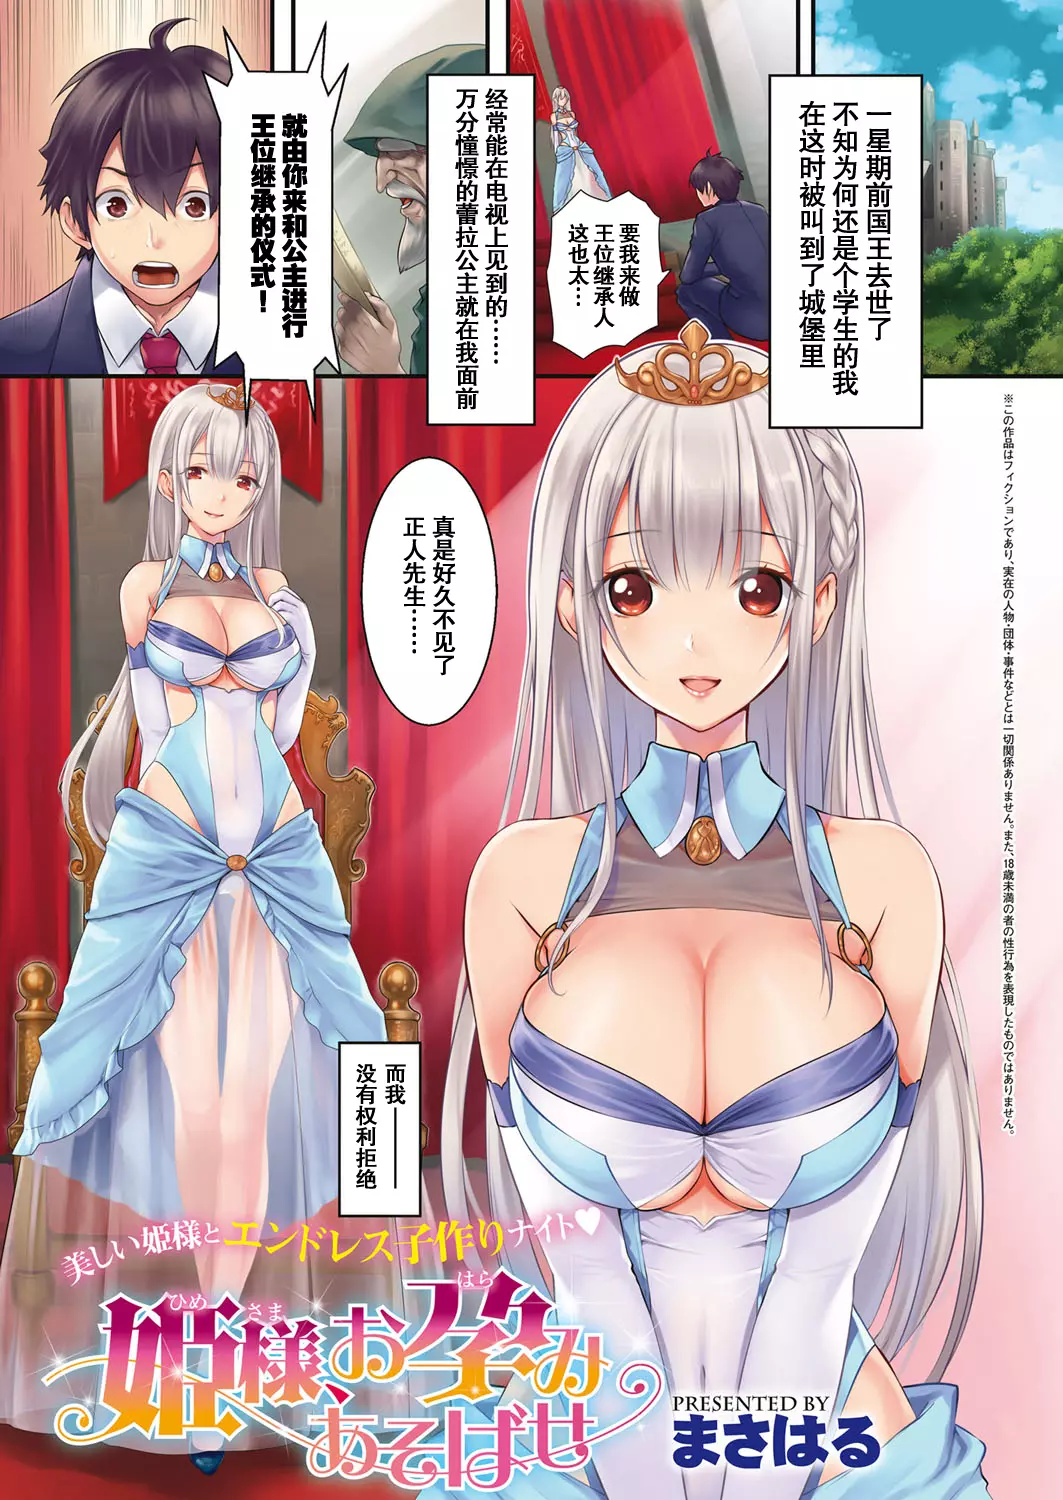 一星期前国王去世了
不知为何还是个学生的我
在这时被叫到了城堡里
要我来做
王位继承人
这也太…
经常能在电视上见到的……
万分憧憬的蕾拉公主就在我面前
就由你来和公主进行
王位继承的仪式！
真是好久不见了
正人先生……
而我——
没有权利拒绝
※この作品はフィクションであり、実在の人物・団体・事件などとは一切関係ありません。また、18歳未満の者の性行為を表現したものではありません。
美しい姫様とエンドレス子作りナイト♥
ひめ さま はら
姫様、お孕み
あそばせ
PRESENTED BY
まさはる